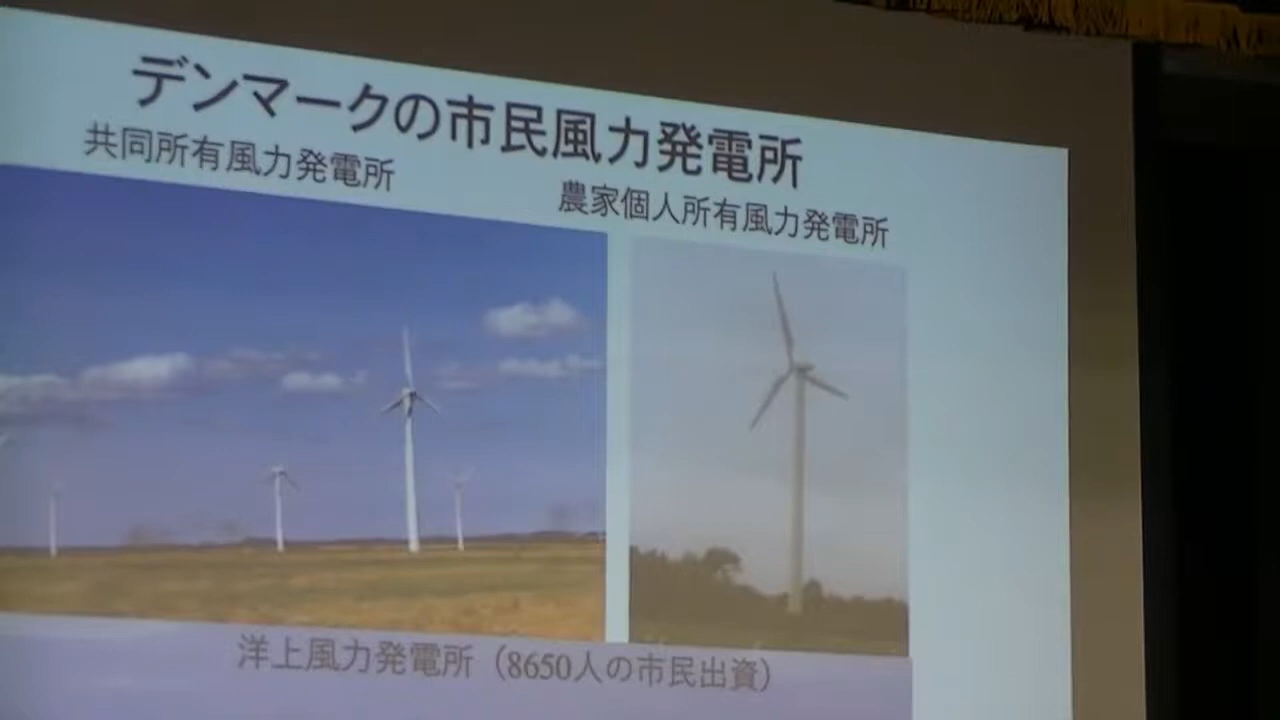 デンマークの市民風力発電所
共同所有風力発電所
農家個人所有風力発電所
洋上風力発電所（8650人の市民出資）